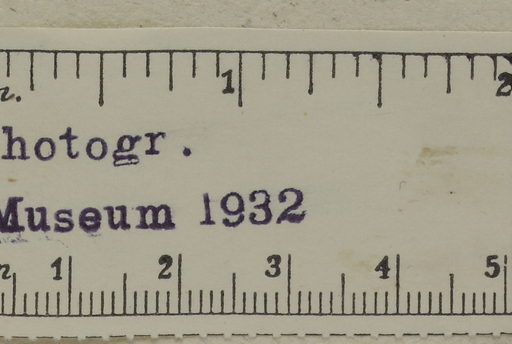 n. 1 2
hotogr.
Museum 1932
n 1 2 3 4 5